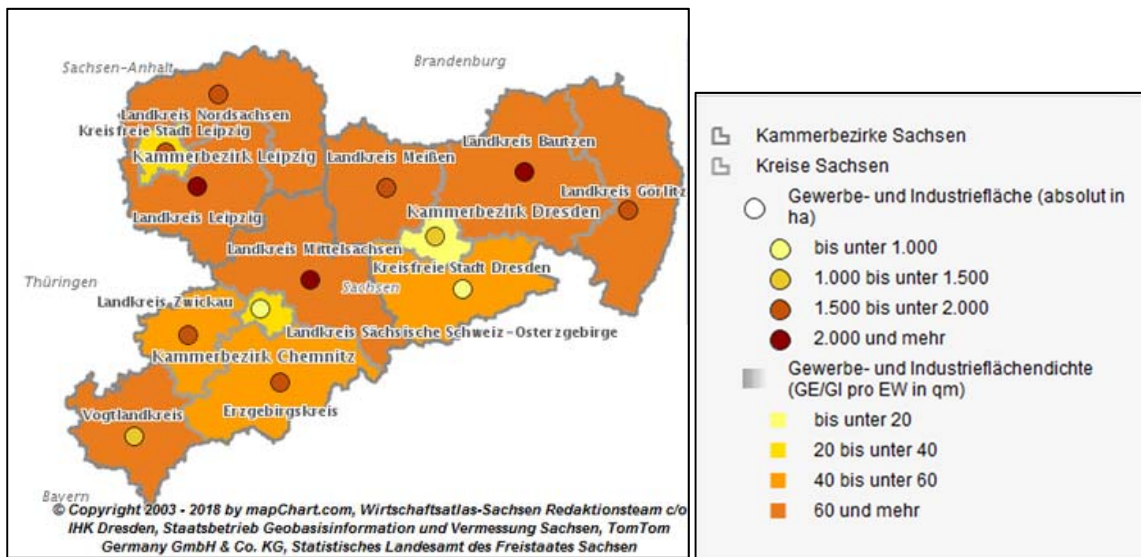 Sachsen-Anhalt
Brandenburg
Landkreis Nordsachsen
Kreisfreie Stadt Leipzig
Kammerbezirk Leipzig
Landkreis Meißen
Landkreis Bautzen
Landkreis Görlitz
Landkreis Leipzig
Kammerbezirk Dresden
Landkreis Mittelsachsen
Kreisfreie Stadt Dresden
Thüringen
Sachsen
Landkreis Zwickau
Landkreis Sächsische Schweiz-Osterzgebirge
Kammerbezirk Chemnitz
Vogtlandkreis
Erzgebirgskreis
Bayern
© Copyright 2003 - 2018 by mapChart.com, Wirtschaftsatlas-Sachsen Redaktionsteam c/o
IHK Dresden, Staatsbetrieb Geobasisinformation und Vermessung Sachsen, TomTom
Germany GmbH & Co. KG, Statistisches Landesamt des Freistaates Sachsen
Kammerbezirke Sachsen
Kreise Sachsen
Gewerbe- und Industriefläche (absolut in
ha)
bis unter 1.000
1.000 bis unter 1.500
1.500 bis unter 2.000
2.000 und mehr
Gewerbe- und Industrieflächendichte
(GE/GI pro EW in qm)
bis unter 20
20 bis unter 40
40 bis unter 60
60 und mehr